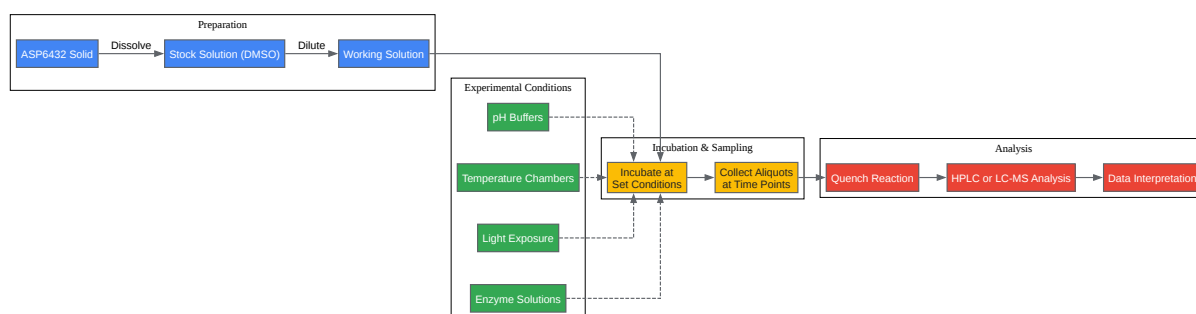 Preparation
ASP6432 Solid
Dissolve
Stock Solution (DMSO)
Dilute
Working Solution
Experimental Conditions
pH Buffers
Temperature Chambers
Light Exposure
Enzyme Solutions
Incubation & Sampling
Incubate at
Set Conditions
Collect Aliquots
at Time Points
Analysis
Quench Reaction
HPLC or LC-MS Analysis
Data Interpretation